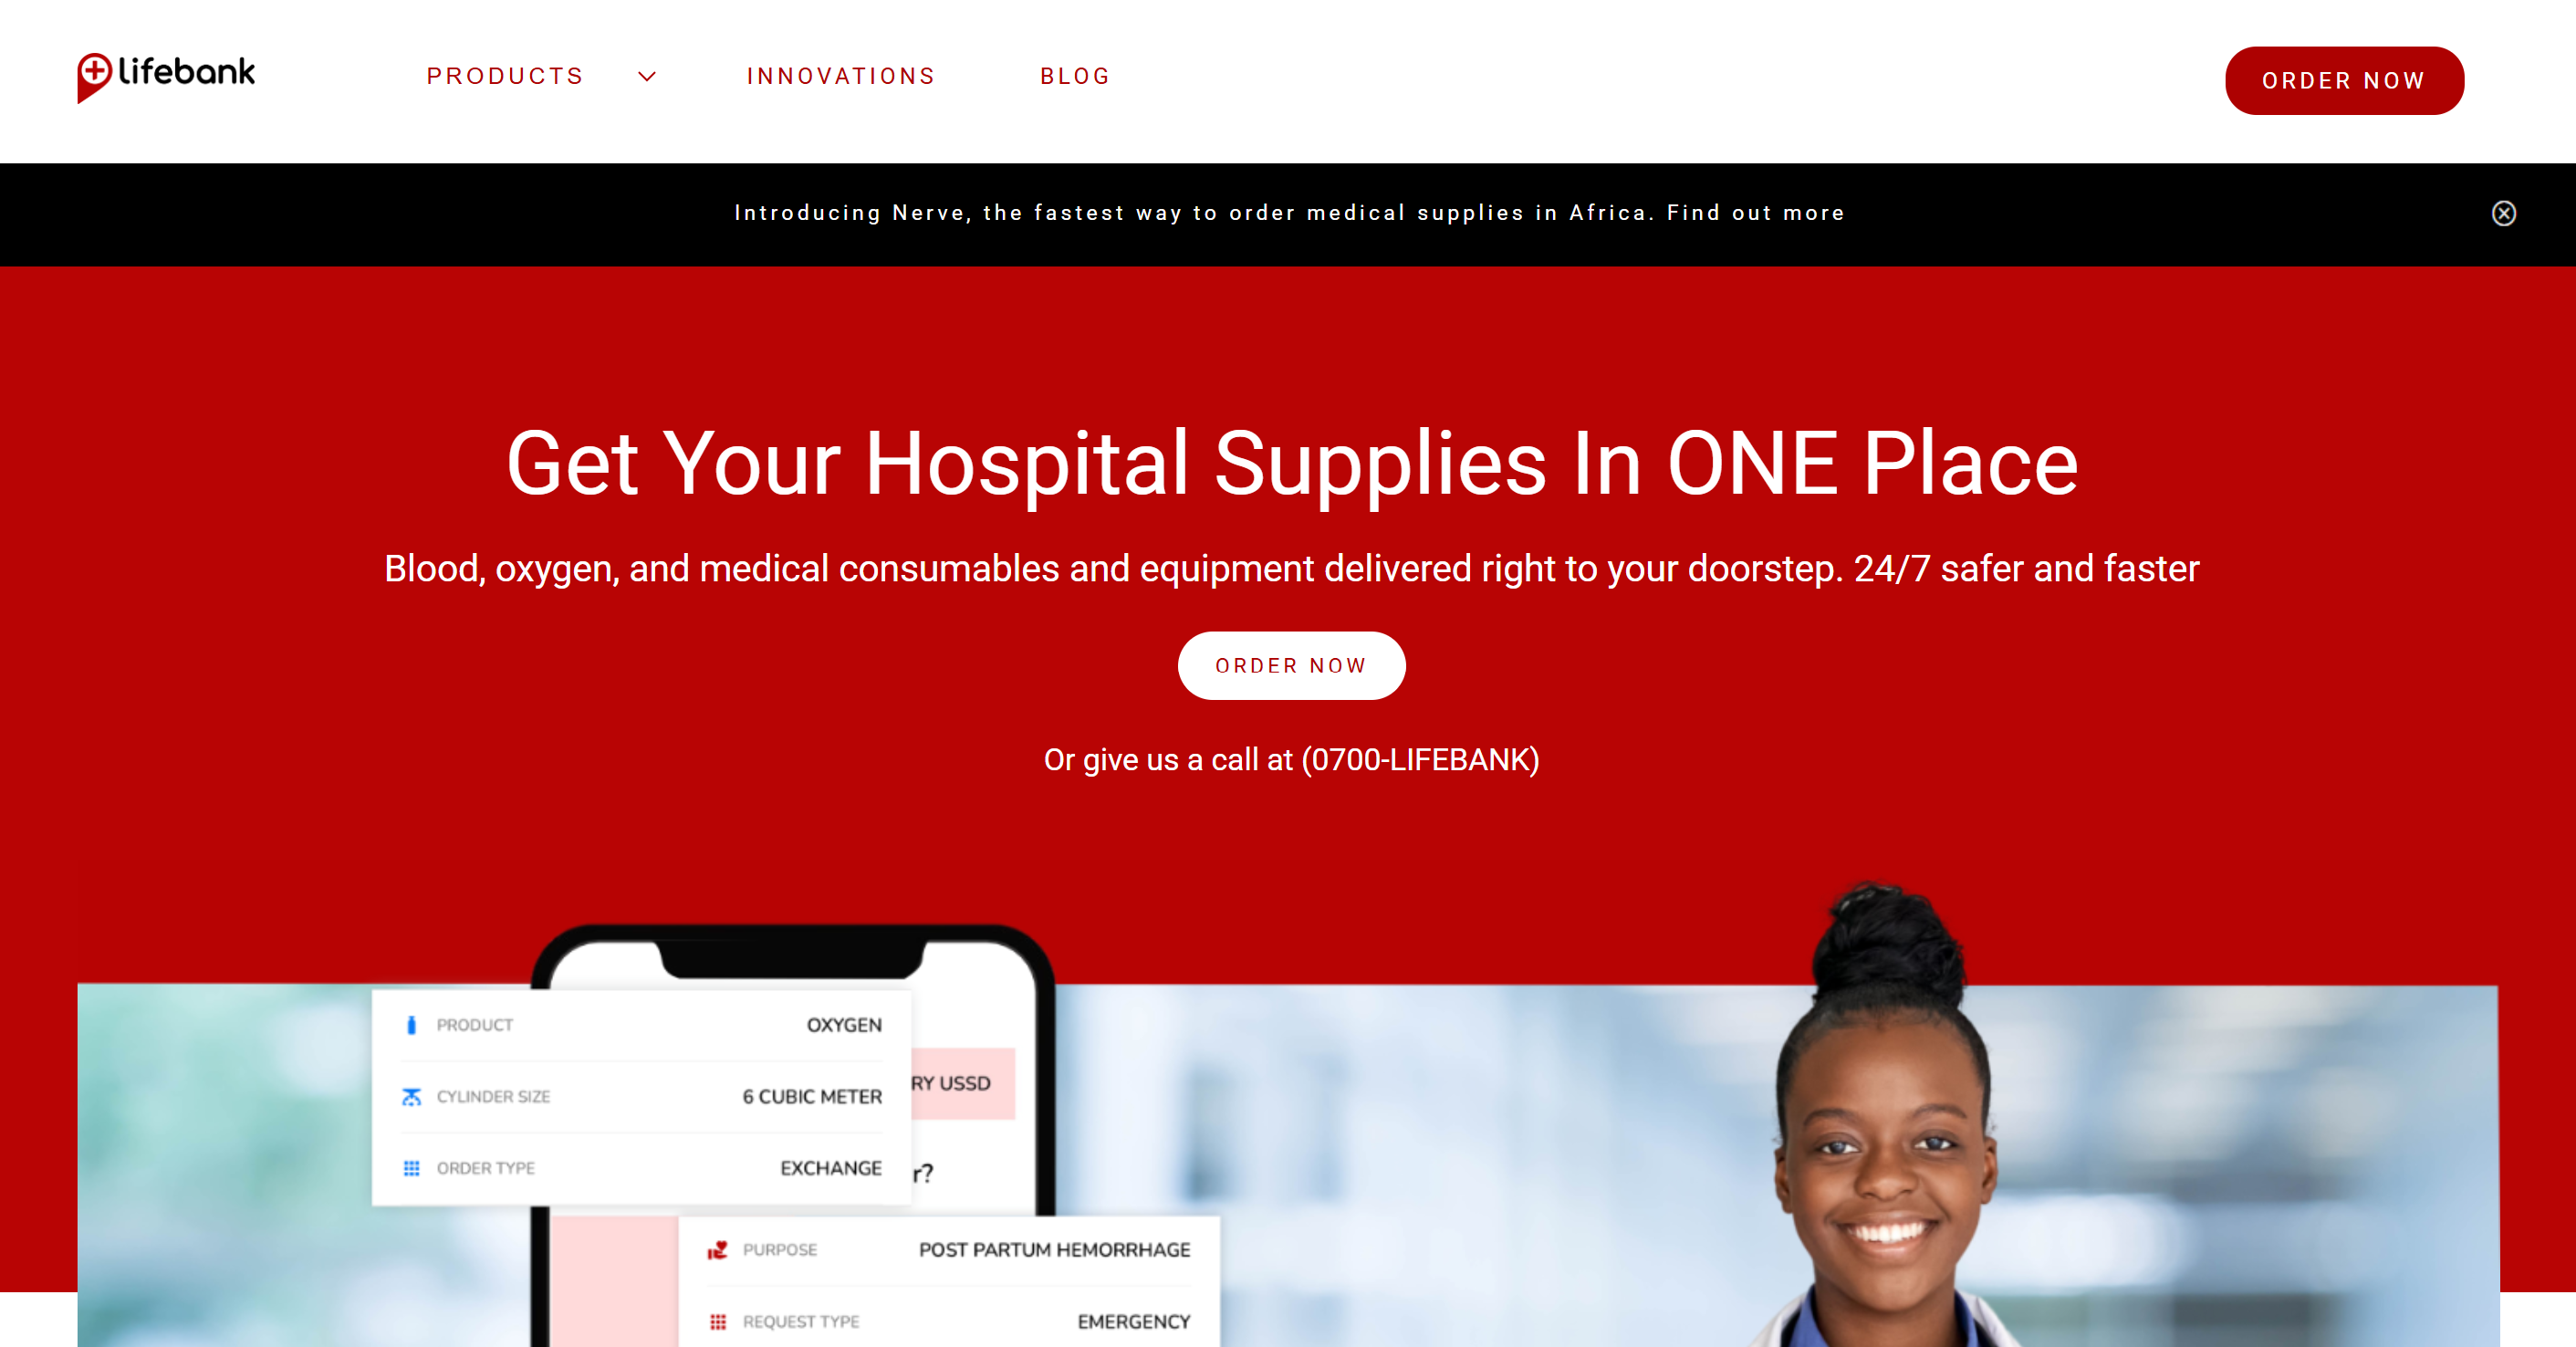 lifebank
PRODUCTS
INNOVATIONS
BLOG
ORDER NOW
Introducing Nerve, the fastest way to order medical supplies in Africa. Find out more
Get Your Hospital Supplies In ONE Place
Blood, oxygen, and medical consumables and equipment delivered right to your doorstep. 24/7 safer and faster
ORDER NOW
Or give us a call at (0700-LIFEBANK)
PRODUCT OXYGEN
CYLINDER SIZE 6 CUBIC METER
ORDER TYPE EXCHANGE
RY USSD
r?
PURPOSE POST PARTUM HEMORRHAGE
REQUEST TYPE EMERGENCY